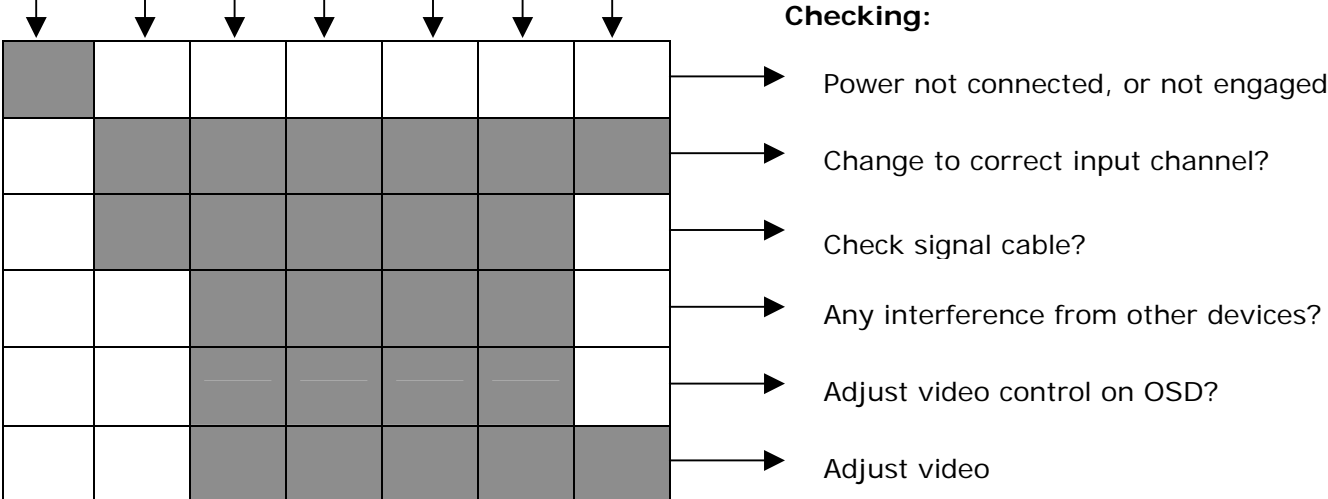 Checking:
Power not connected, or not engaged
Change to correct input channel?
Check signal cable?
Any interference from other devices?
Adjust video control on OSD?
Adjust video